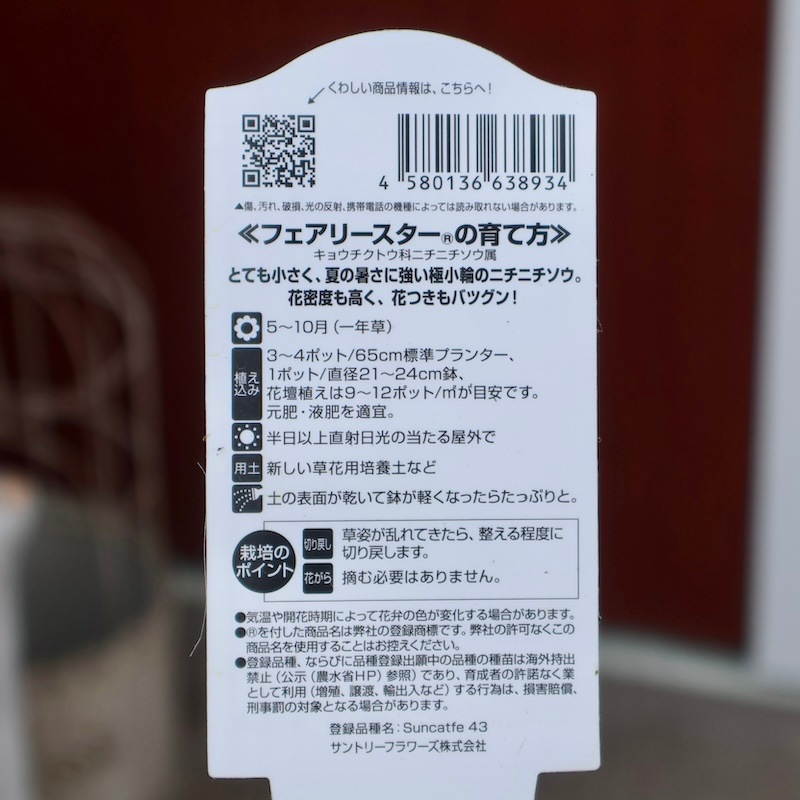 くわしい商品情報は、こちらへ!
4 580136 638934
▲傷、汚れ、破損、光の反射、携帯電話の機種によっては読み取れない場合があります。
≪フェアリースター®の育て方≫
キョウチクトウ科ニチニチソウ属
とても小さく、夏の暑さに強い極小輪のニチニチソウ。
花密度も高く、花つきもバツグン!
5〜10月(一年草)
植え込み
3〜4ポット/65cm標準プランター、
1ポット/直径21〜24cm鉢、
花壇植えは9〜12ポット/㎡が目安です。
元肥・液肥を適宜。
半日以上直射日光の当たる屋外で
用土 新しい草花用培養土など
土の表面が乾いて鉢が軽くなったらたっぷりと。
栽培の
ポイント
切り戻し 草姿が乱れてきたら、整える程度に
切り戻します。
花がら 摘む必要はありません。
●気温や開花時期によって花弁の色が変化する場合があります。
●®を付した商品名は弊社の登録商標です。弊社の許可なくこの
商品名を使用することはお控えください。
●登録品種、ならびに品種登録出願中の品種の種苗は海外持出
禁止(公示(農水省HP)参照)であり、育成者の許諾なく業
として利用(増殖、譲渡、輸出入など)する行為は、損害賠償、
刑事罰の対象となる場合があります。
登録品種名:Suncatfe 43
サントリーフラワーズ株式会社